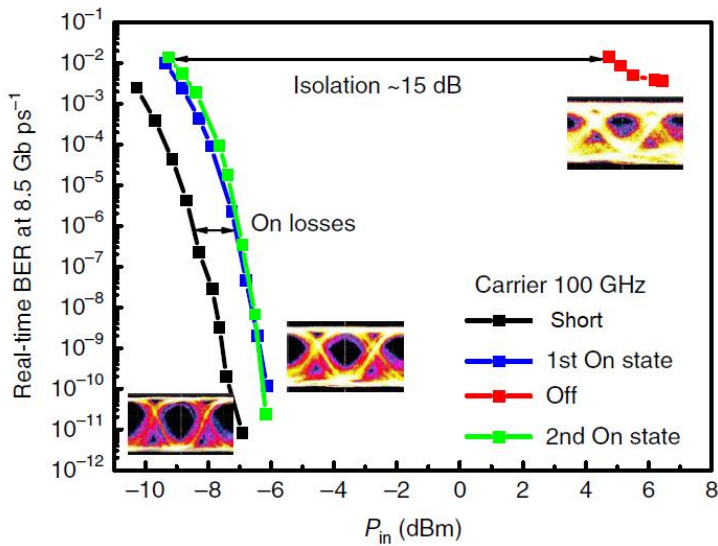 Real-time BER at 8.5 Gb ps⁻¹
10⁻¹
10⁻²
10⁻³
10⁻⁴
10⁻⁵
10⁻⁶
10⁻⁷
10⁻⁸
10⁻⁹
10⁻¹⁰
10⁻¹¹
10⁻¹²
Isolation ~15 dB
On losses
Carrier 100 GHz
Short
1st On state
Off
2nd On state
−10 −8 −6 −4 −2 0 2 4 6 8
Pin (dBm)